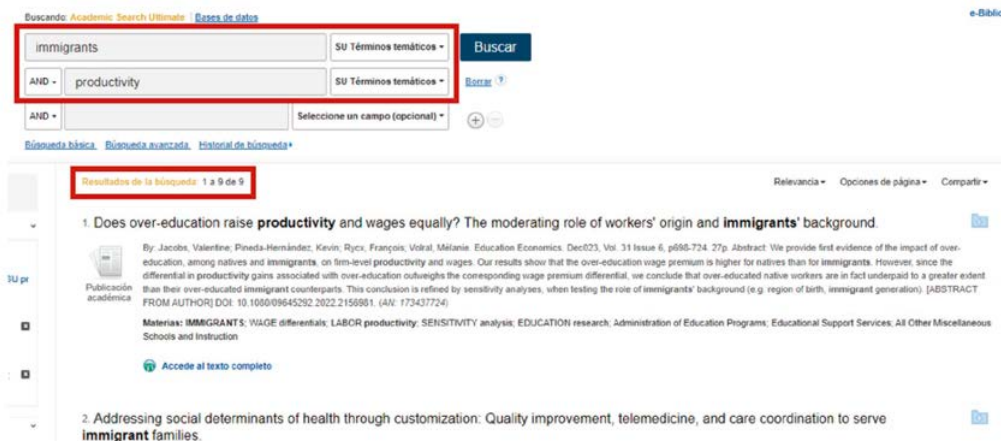 Buscando: Academic Search Ultimate | Bases de datos
e-Biblio
immigrants
SU Términos temáticos
Buscar
AND
productivity
SU Términos temáticos
Borrar ?
AND
Seleccione un campo (opcional)
Búsqueda básica Búsqueda avanzada Historial de búsqueda
Resultados de la búsqueda: 1 a 9 de 9
Relevancia Opciones de página Compartir
1. Does over-education raise productivity and wages equally? The moderating role of workers' origin and immigrants' background.
By: Jacobs, Valentine; Pineda-Hernández, Kevin; Rycx, François; Volral, Mélanie. Education Economics. Dec023, Vol. 31 Issue 6, p698-724. 27p. Abstract: We provide first evidence of the impact of over-
education, among natives and immigrants, on firm-level productivity and wages. Our results show that the over-education wage premium is higher for natives than for immigrants. However, since the
differential in productivity gains associated with over-education outweighs the corresponding wage premium differential, we conclude that over-educated native workers are in fact underpaid to a greater extent
than their over-educated immigrant counterparts. This conclusion is refined by sensitivity analyses, when testing the role of immigrants' background (e.g. region of birth, immigrant generation). [ABSTRACT
FROM AUTHOR] DOI: 10.1080/09645292.2022.2156981. (AN: 173437724)
Publicación
académica
SU pr
Materias: IMMIGRANTS; WAGE differentials; LABOR productivity; SENSITIVITY analysis; EDUCATION research; Administration of Education Programs; Educational Support Services; All Other Miscellaneous
Schools and Instruction
Accede al texto completo
2. Addressing social determinants of health through customization: Quality improvement, telemedicine, and care coordination to serve
immigrant families.